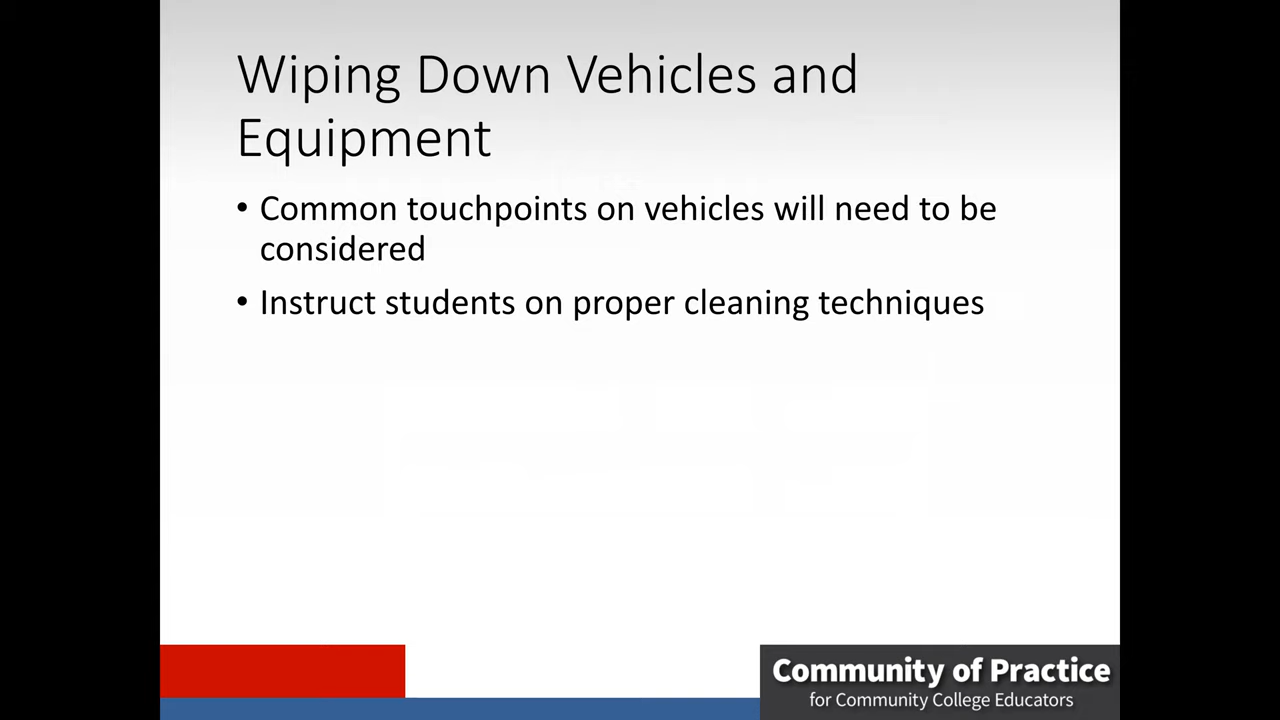 Wiping Down Vehicles and
Equipment
• Common touchpoints on vehicles will need to be
considered
• Instruct students on proper cleaning techniques
Community of Practice
for Community College Educators